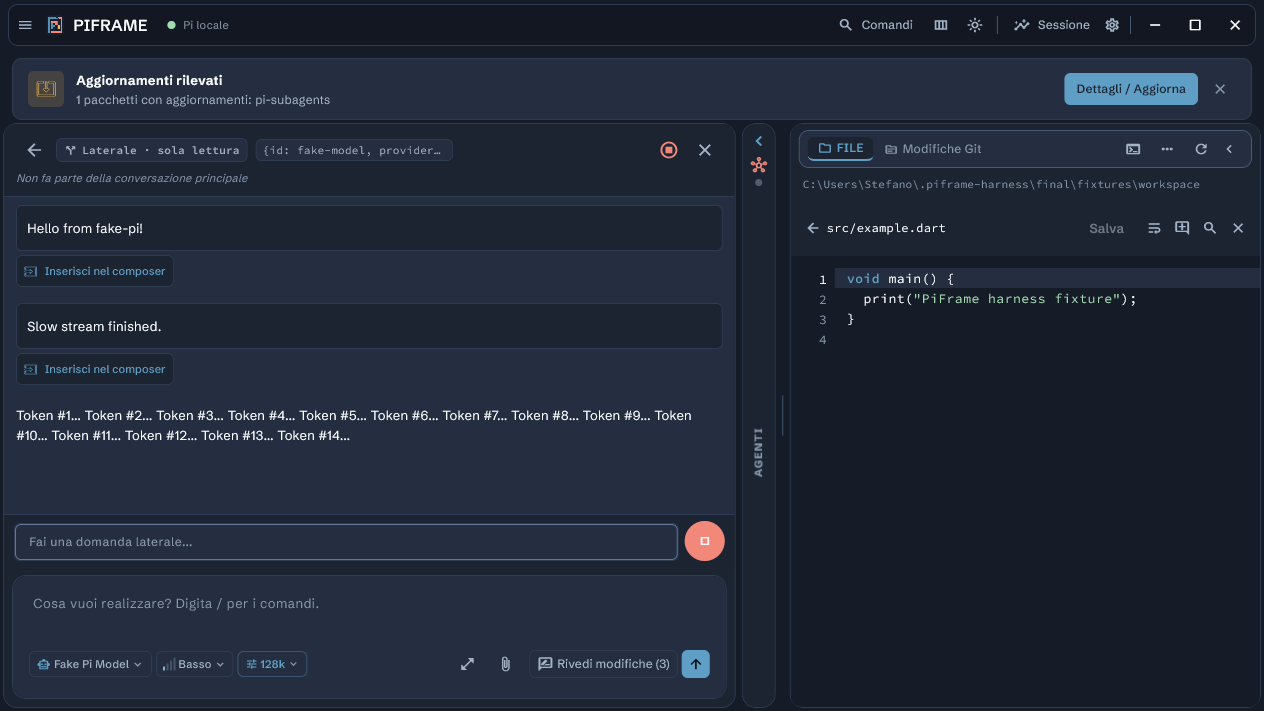 PIFRAME
Pi locale
Comandi
Sessione
Aggiornamenti rilevati
1 pacchetti con aggiornamenti: pi-subagents
Dettagli / Aggiorna
Laterale · sola lettura
{id: fake-model, provider…
Non fa parte della conversazione principale
Hello from fake-pi!
Inserisci nel composer
Slow stream finished.
Inserisci nel composer
Token #1... Token #2... Token #3... Token #4... Token #5... Token #6... Token #7... Token #8... Token #9... Token
#10... Token #11... Token #12... Token #13... Token #14...
Fai una domanda laterale...
Cosa vuoi realizzare? Digita / per i comandi.
Fake Pi Model
Basso
128k
Rivedi modifiche (3)
AGENTI
FILE
Modifiche Git
C:\Users\Stefano\.piframe-harness\final\fixtures\workspace
src/example.dart
Salva
1 void main() {
2 print("PiFrame harness fixture");
3 }
4